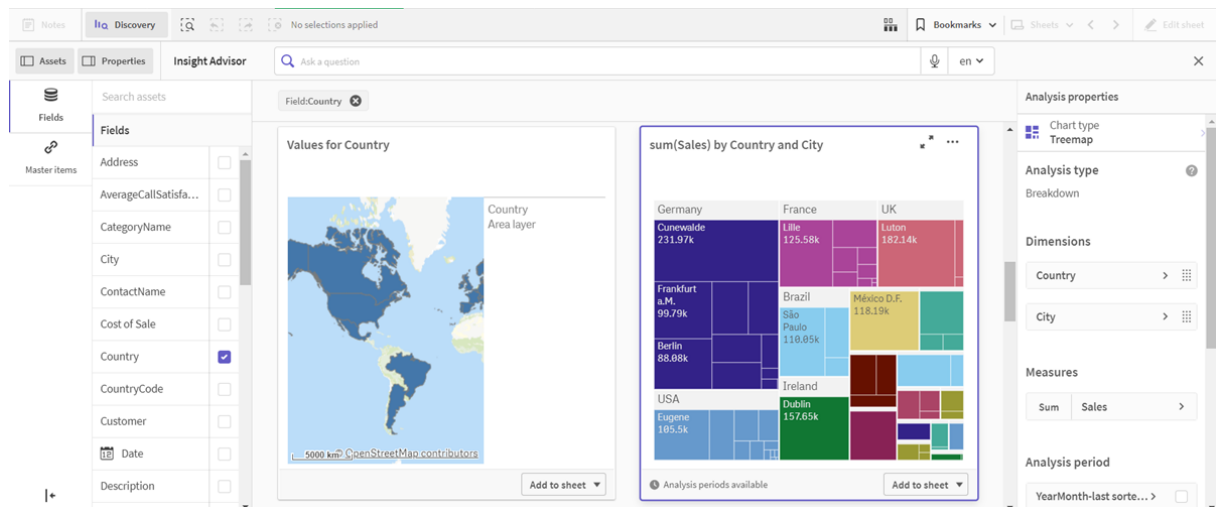 Notes
Discovery
No selections applied
Bookmarks
Sheets
Edit sheet
Assets
Properties
Insight Advisor
Ask a question
en
Fields
Master items
Search assets
Fields
Address
AverageCallSatisfa...
CategoryName
City
ContactName
Cost of Sale
Country
CountryCode
Customer
Date
Description
Field:Country
Values for Country
Country
Area layer
5000 km
© OpenStreetMap contributors
Add to sheet
sum(Sales) by Country and City
Germany
Cunewalde
231.97k
Frankfurt
a.M.
99.79k
Berlin
88.08k
USA
Eugene
105.5k
France
Lille
125.58k
UK
Luton
182.14k
Brazil
São
Paulo
110.05k
México D.F.
118.19k
Ireland
Dublin
157.65k
Analysis periods available
Add to sheet
Analysis properties
Chart type
Treemap
Analysis type
Breakdown
Dimensions
Country
City
Measures
Sum Sales
Analysis period
YearMonth-last sorte...